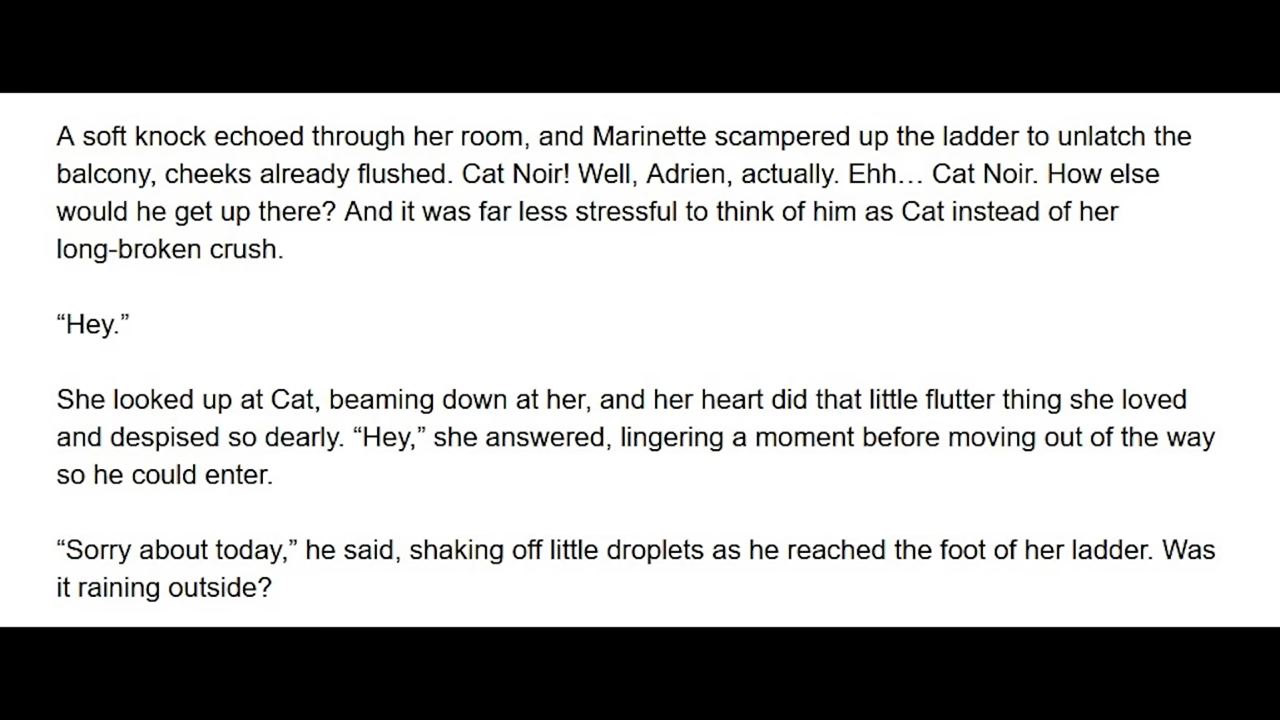 A soft knock echoed through her room, and Marinette scampered up the ladder to unlatch the
balcony, cheeks already flushed. Cat Noir! Well, Adrien, actually. Ehh… Cat Noir. How else
would he get up there? And it was far less stressful to think of him as Cat instead of her
long-broken crush.
“Hey.”
She looked up at Cat, beaming down at her, and her heart did that little flutter thing she loved
and despised so dearly. “Hey,” she answered, lingering a moment before moving out of the way
so he could enter.
“Sorry about today,” he said, shaking off little droplets as he reached the foot of her ladder. Was
it raining outside?